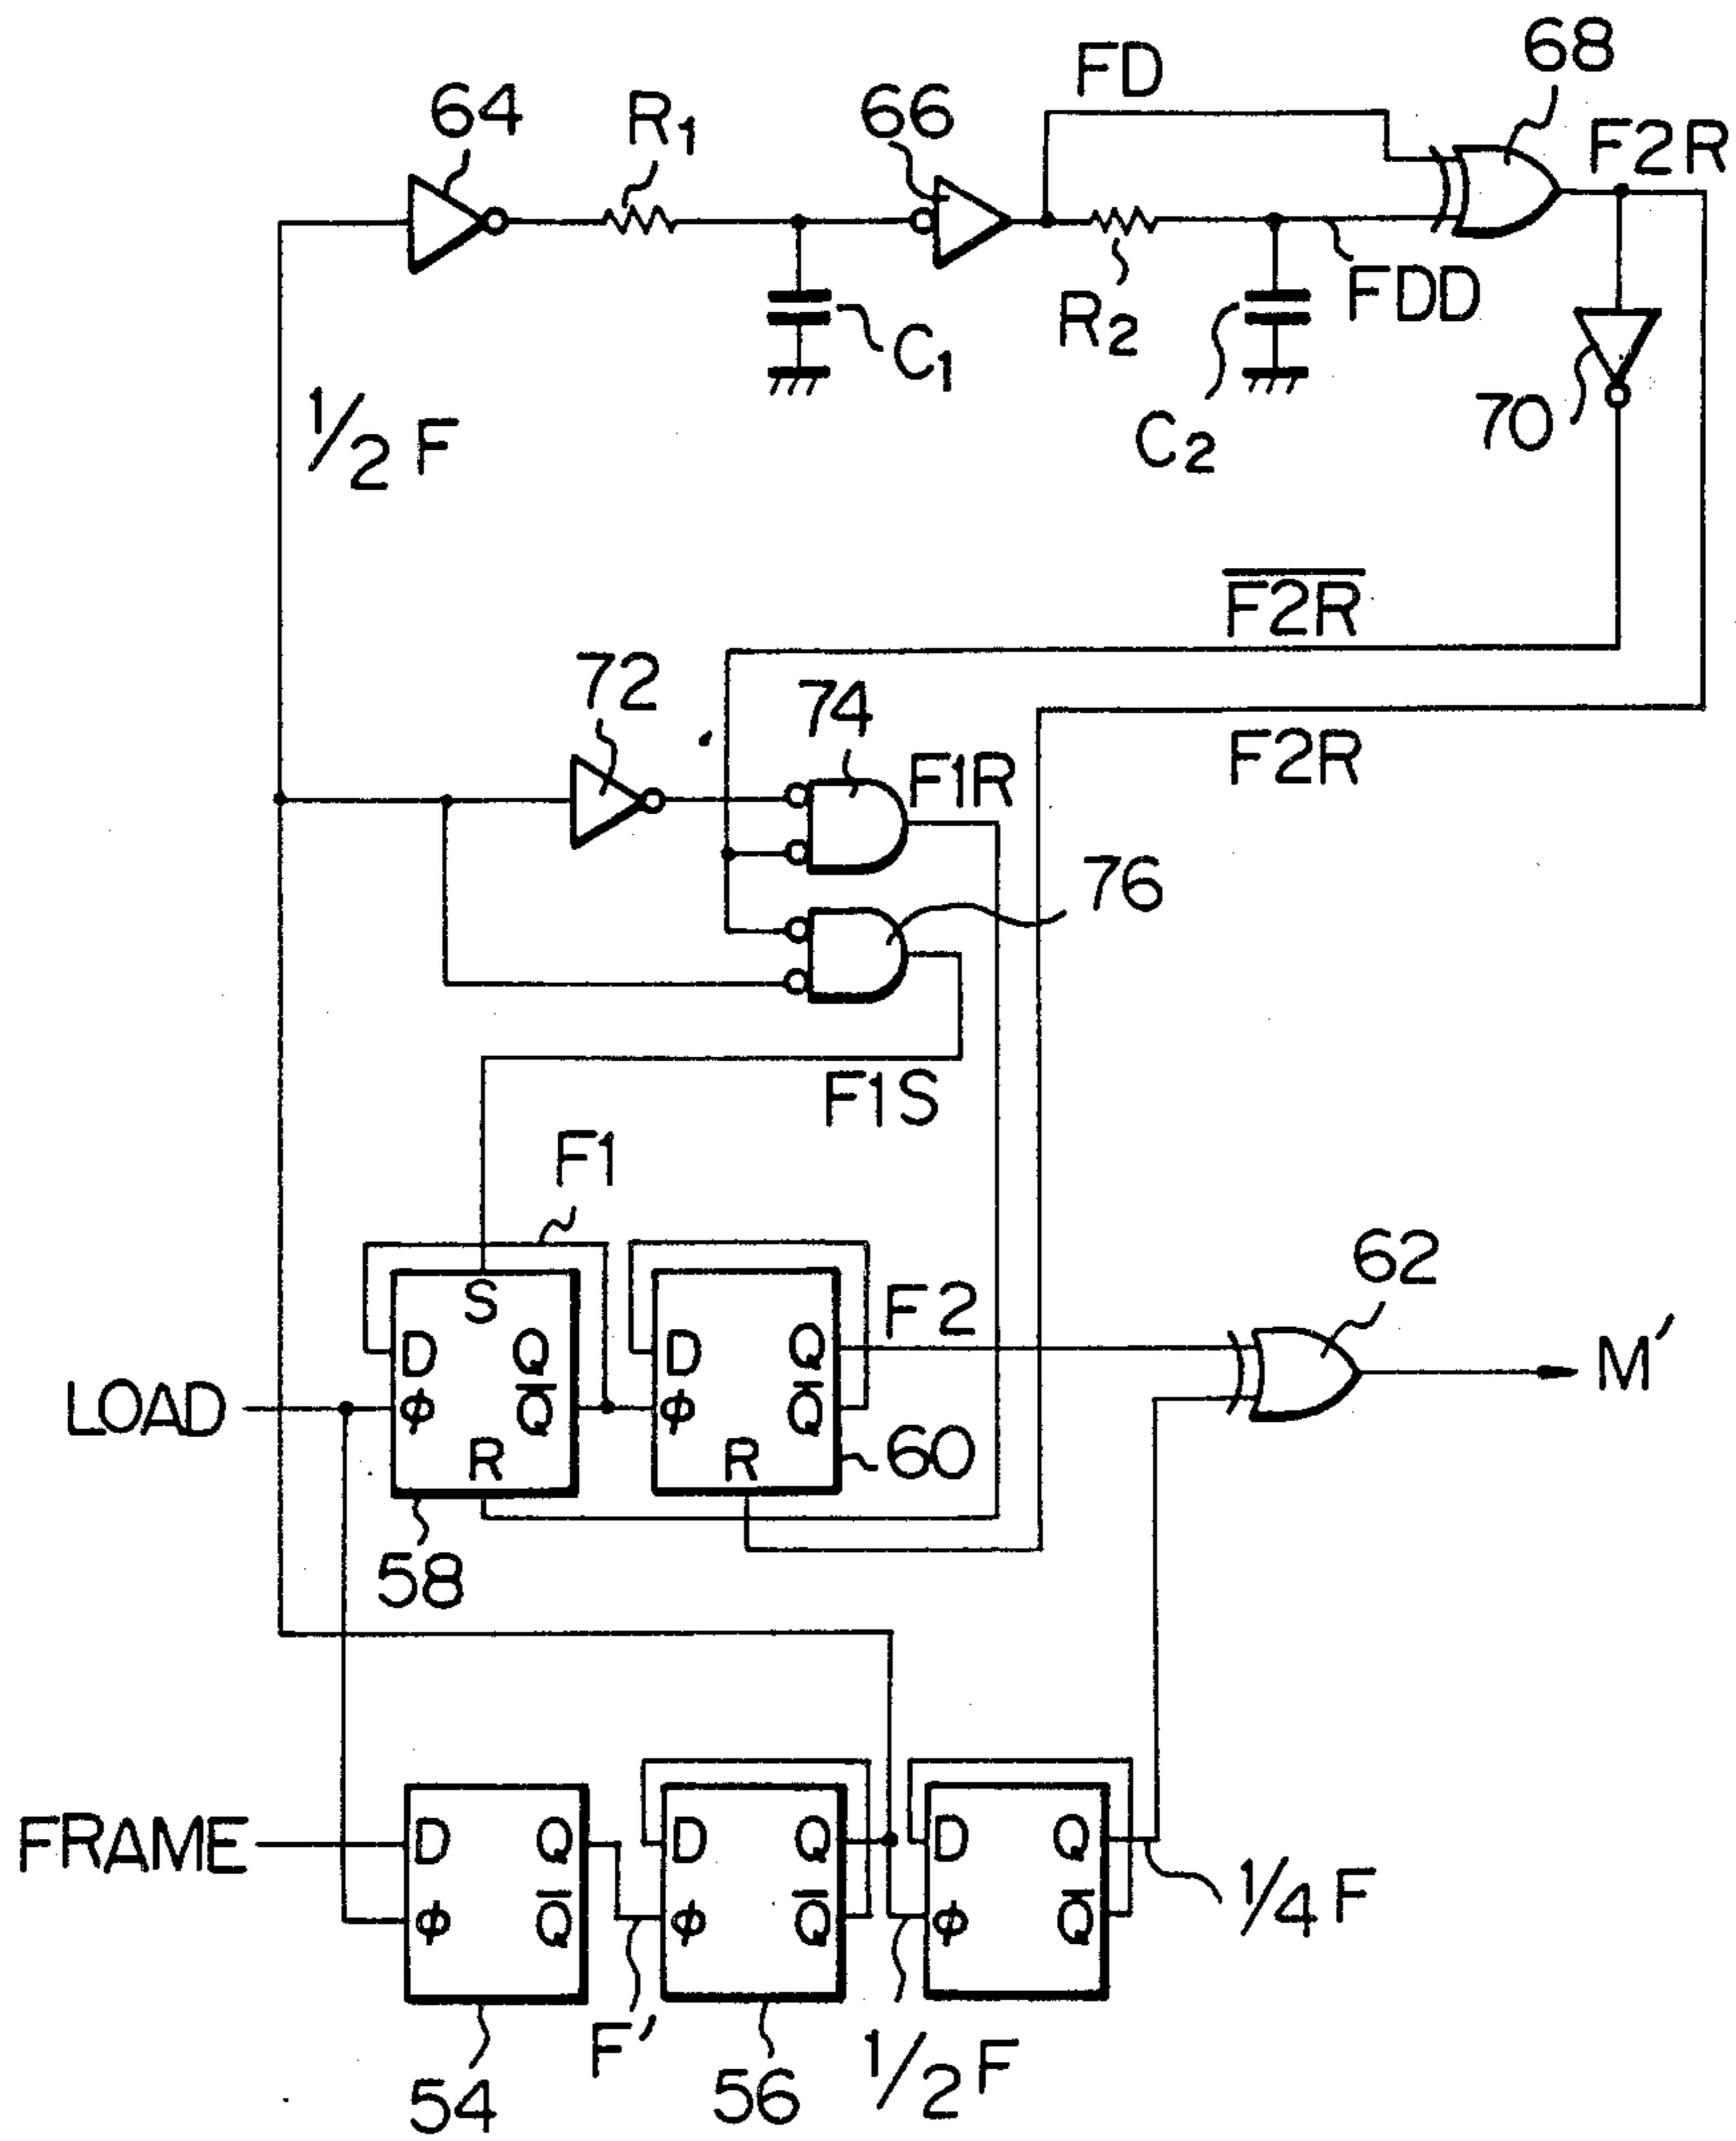 68
FD
64
R1
66
F2R
R2
FDD
C1
C2
70
1/2 F
F2R
72
74
F1R
F2R
76
F1S
F1
62
S
F2
D
Q
D
Q
M′
LOAD
ϕ
Q̅
ϕ
Q̅
R
R
60
58
FRAME
D
Q
D
Q
D
Q
1/4 F
ϕ
Q̅
ϕ
Q̅
ϕ
Q̅
F′
1/2 F
54
56